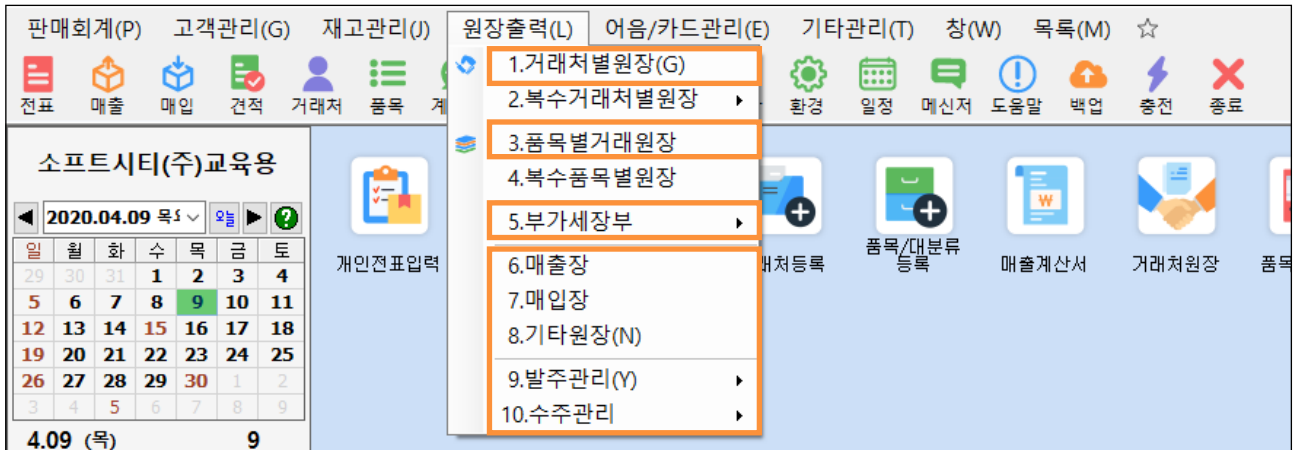 판매회계(P) 고객관리(G) 재고관리(J) 원장출력(L) 어음/카드관리(E) 기타관리(T) 창(W) 목록(M) ☆
전표 매출 매입 견적 거래처 품목 환경 일정 메신저 도움말 백업 충전 종료
1.거래처별원장(G)
2.복수거래처별원장
3.품목별거래원장
4.복수품목별원장
5.부가세장부
6.매출장
7.매입장
8.기타원장(N)
9.발주관리(Y)
10.수주관리
소프트시티(주)교육용
2020.04.09 목 오늘 ?
일 월 화 수 목 금 토
29 30 31 1 2 3 4
5 6 7 8 9 10 11
12 13 14 15 16 17 18
19 20 21 22 23 24 25
26 27 28 29 30 1 2
3 4 5 6 7 8 9
4.09 (목) 9
개인전표입력
래처등록
품목/대분류
등록
매출계산서
거래처원장
품목